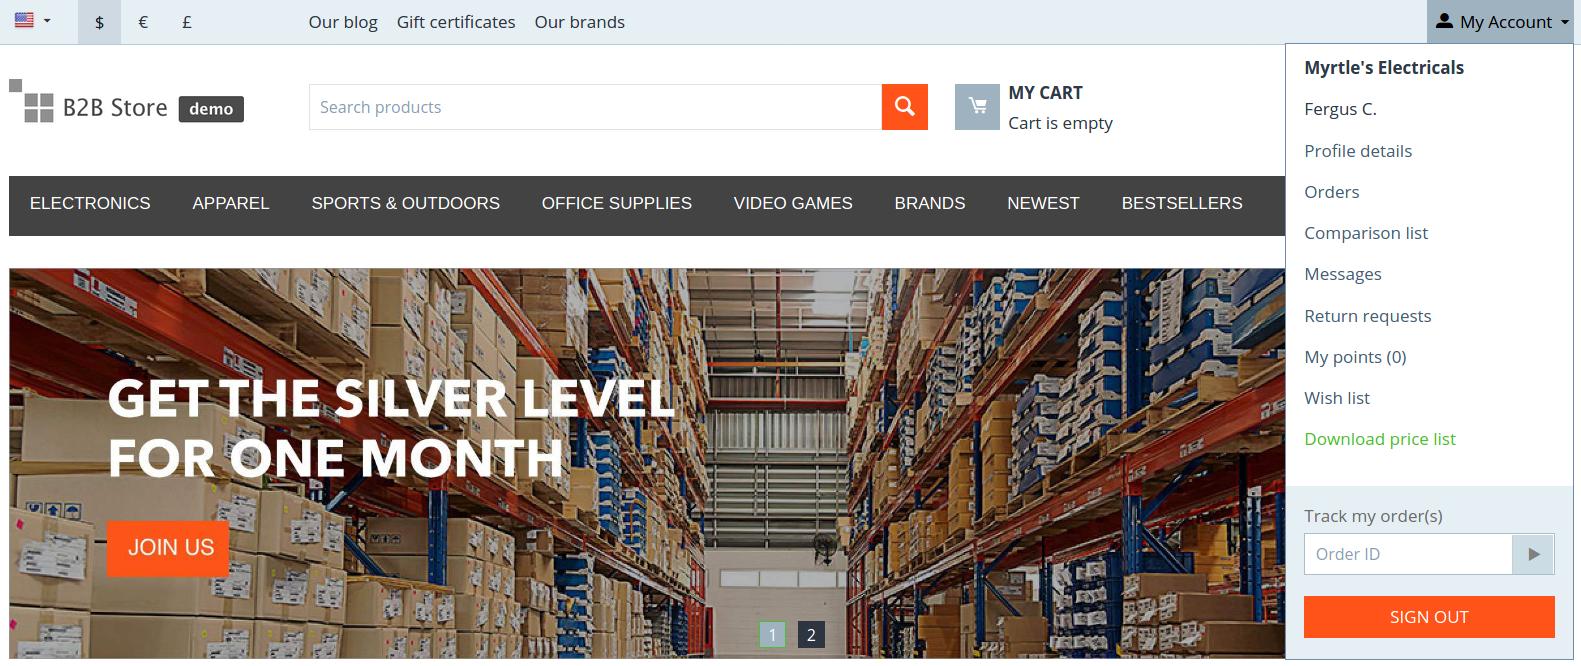 $ € £ Our blog Gift certificates Our brands My Account
B2B Store demo
Search products
MY CART
Cart is empty
ELECTRONICS APPAREL SPORTS & OUTDOORS OFFICE SUPPLIES VIDEO GAMES BRANDS NEWEST BESTSELLERS
GET THE SILVER LEVEL
FOR ONE MONTH
JOIN US
1 2
Myrtle's Electricals
Fergus C.
Profile details
Orders
Comparison list
Messages
Return requests
My points (0)
Wish list
Download price list
Track my order(s)
Order ID
SIGN OUT